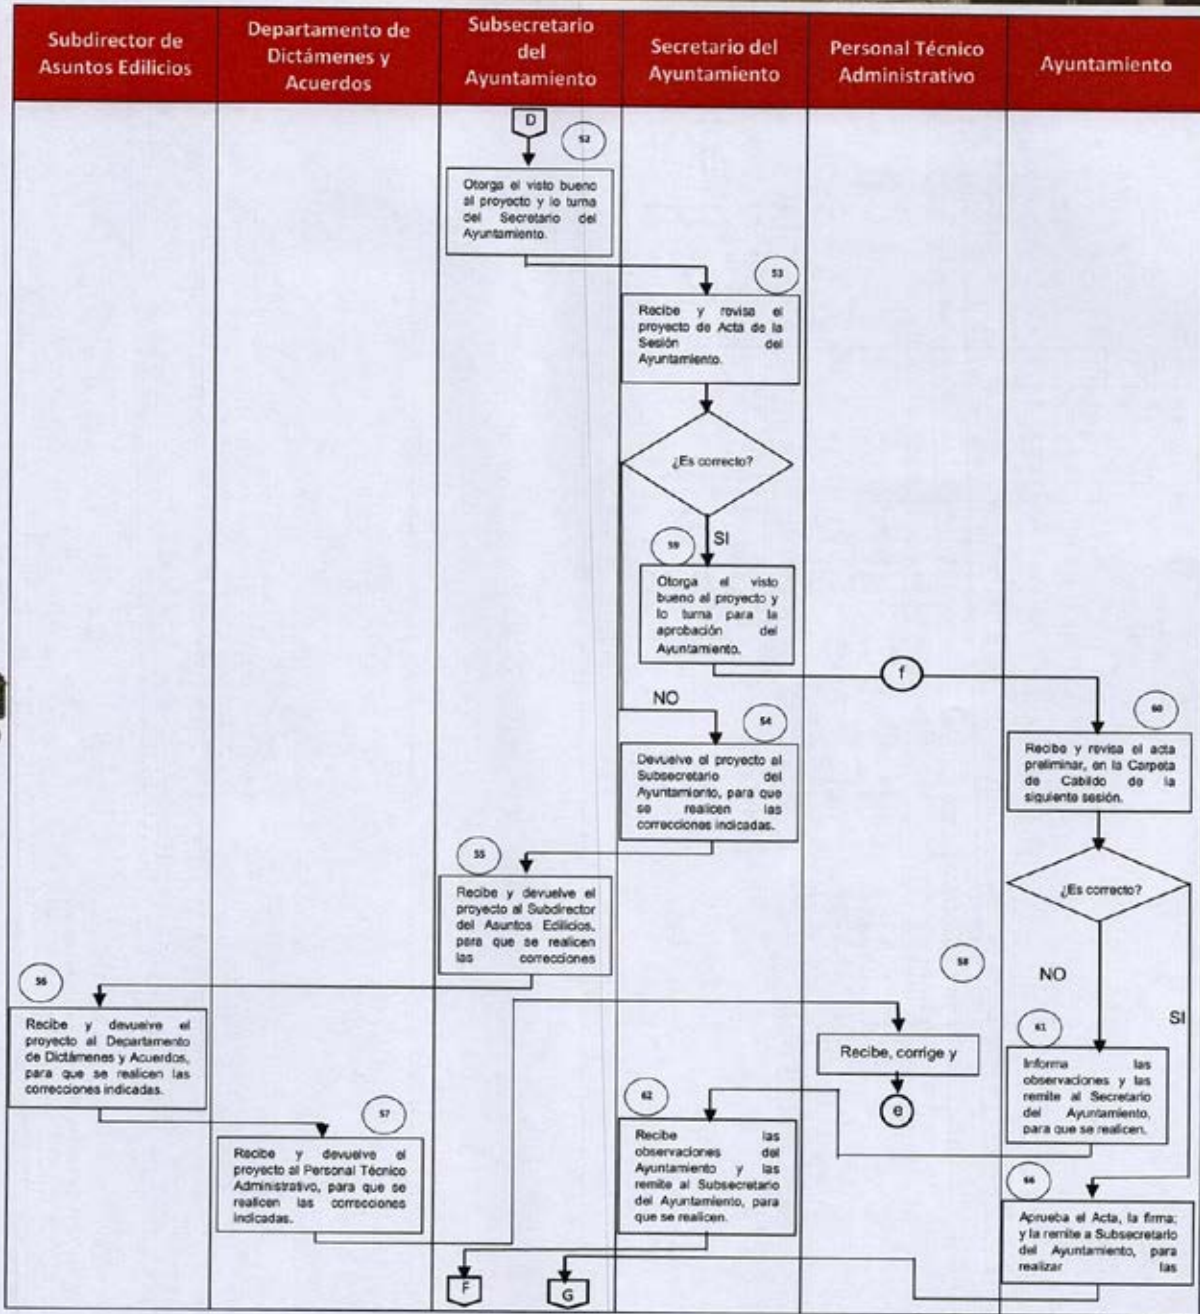 Subdirector de
Asuntos Edilicios
Departamento de
Dictámenes y
Acuerdos
Subsecretario
del
Ayuntamiento
Secretario del
Ayuntamiento
Personal Técnico
Administrativo
Ayuntamiento
D
52
Otorga el visto bueno
al proyecto y lo turna
del Secretario del
Ayuntamiento.
53
Recibe y revisa el
proyecto de Acta de la
Sesión del
Ayuntamiento.
¿Es correcto?
SI
59
Otorga el visto
bueno al proyecto y
lo turna para la
aprobación del
Ayuntamiento.
f
NO
54
Devuelve el proyecto al
Subsecretario del
Ayuntamiento, para que
se realicen las
correcciones indicadas.
60
Recibe y revisa el acta
preliminar, en la Carpeta
de Cabildo de la
siguiente sesión.
55
Recibe y devuelve el
proyecto al Subdirector
del Asuntos Edilicios,
para que se realicen
las correcciones
¿Es correcto?
NO
SI
56
Recibe y devuelve el
proyecto al Departamento
de Dictámenes y Acuerdos,
para que se realicen las
correcciones indicadas.
57
Recibe y devuelve el
proyecto al Personal Técnico
Administrativo, para que se
realicen las correcciones
indicadas.
58
Recibe, corrige y
e
61
Informa las
observaciones y las
remite al Secretario
del Ayuntamiento,
para que se realicen.
62
Recibe las
observaciones del
Ayuntamiento y las
remite al Subsecretario
del Ayuntamiento, para
que se realicen.
66
Aprueba el Acta, la firma;
y la remite a Subsecretario
del Ayuntamiento, para
realizar las
F
G